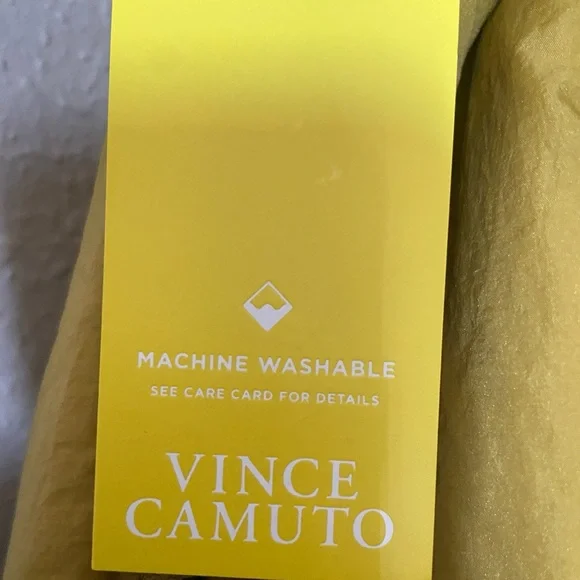 MACHINE WASHABLE
SEE CARE CARD FOR DETAILS
VINCE
CAMUTO